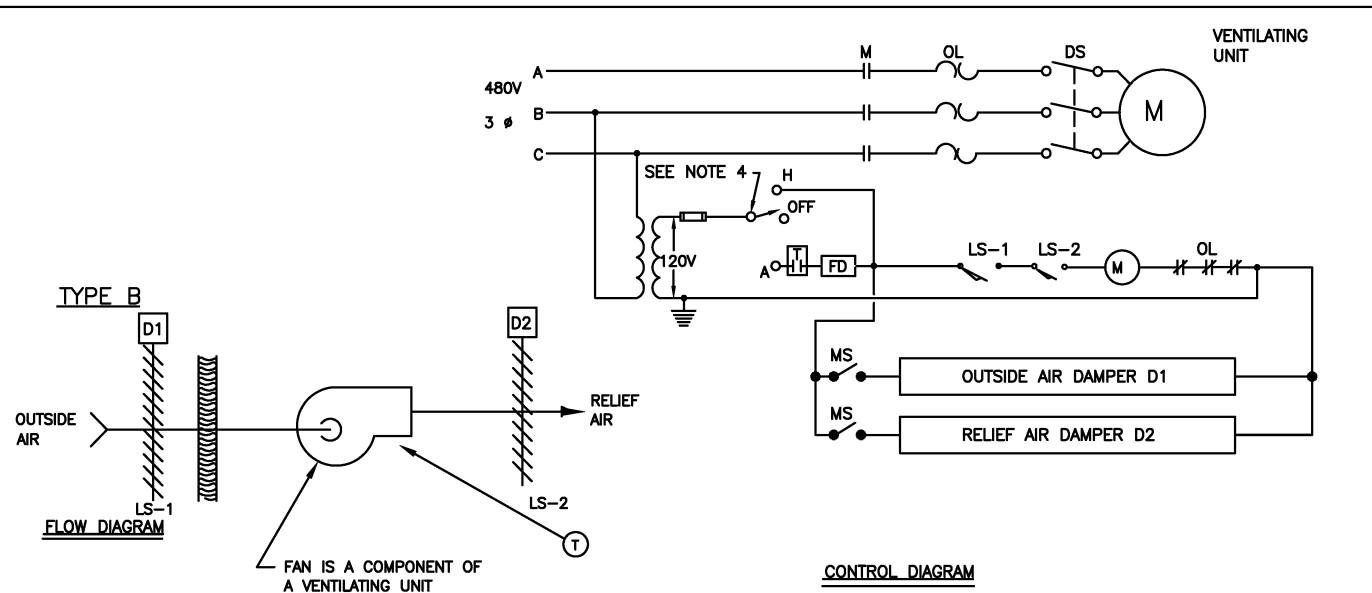 VENTILATING
UNIT
M
OL
DS
A
480V
M
3 ø
B
C
SEE NOTE 4
H
OFF
120V
A
T
FD
LS-1
LS-2
M
OL
TYPE B
D1
D2
MS
OUTSIDE AIR DAMPER D1
MS
RELIEF AIR DAMPER D2
OUTSIDE
AIR
RELIEF
AIR
LS-1
LS-2
FLOW DIAGRAM
T
FAN IS A COMPONENT OF
A VENTILATING UNIT
CONTROL DIAGRAM